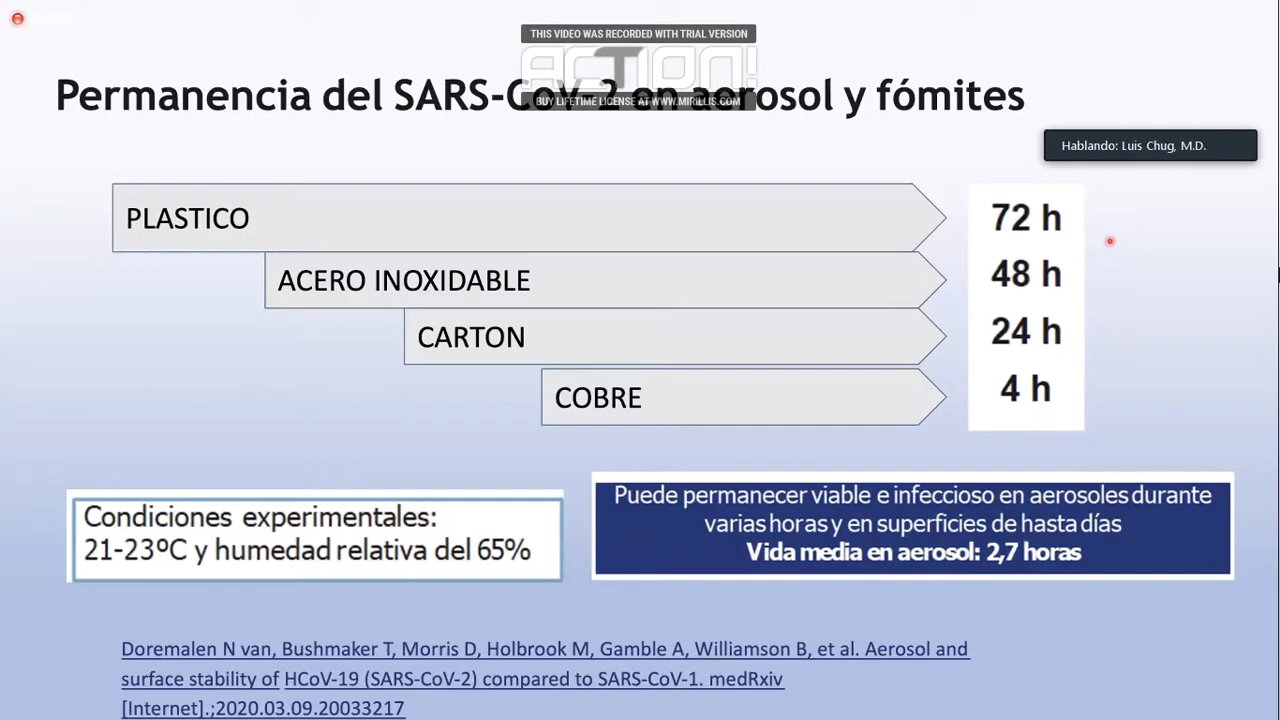 THIS VIDEO WAS RECORDED WITH TRIAL VERSION
ACTION!
BUY LIFETIME LICENSE AT WWW.MIRILLIS.COM
Permanencia del SARS-CoV-2 en aerosol y fómites
Hablando: Luis Chug, M.D.
PLASTICO 72 h
ACERO INOXIDABLE 48 h
CARTON 24 h
COBRE 4 h
Condiciones experimentales:
21-23ºC y humedad relativa del 65%
Puede permanecer viable e infeccioso en aerosoles durante
varias horas y en superficies de hasta días
Vida media en aerosol: 2,7 horas
Doremalen N van, Bushmaker T, Morris D, Holbrook M, Gamble A, Williamson B, et al. Aerosol and
surface stability of HCoV-19 (SARS-CoV-2) compared to SARS-CoV-1. medRxiv
[Internet].;2020.03.09.20033217